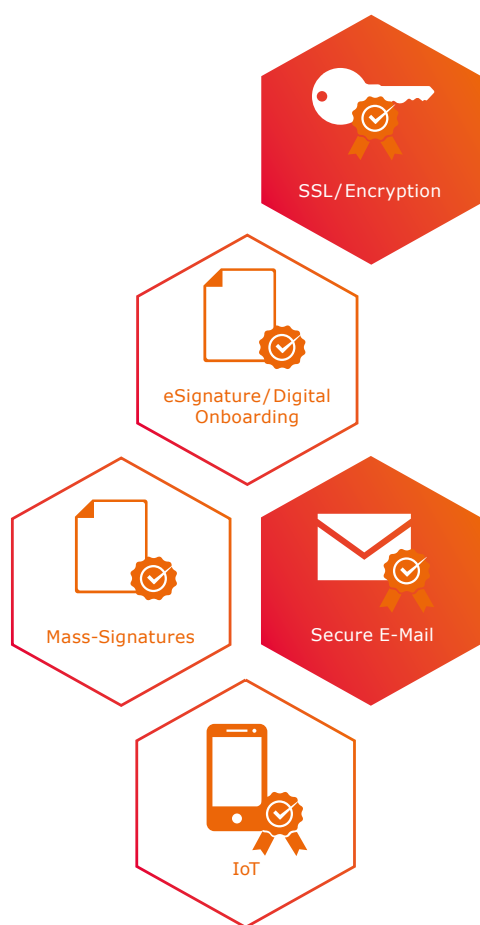 SSL/Encryption
eSignature/Digital
Onboarding
Mass-Signatures
Secure E-Mail
IoT